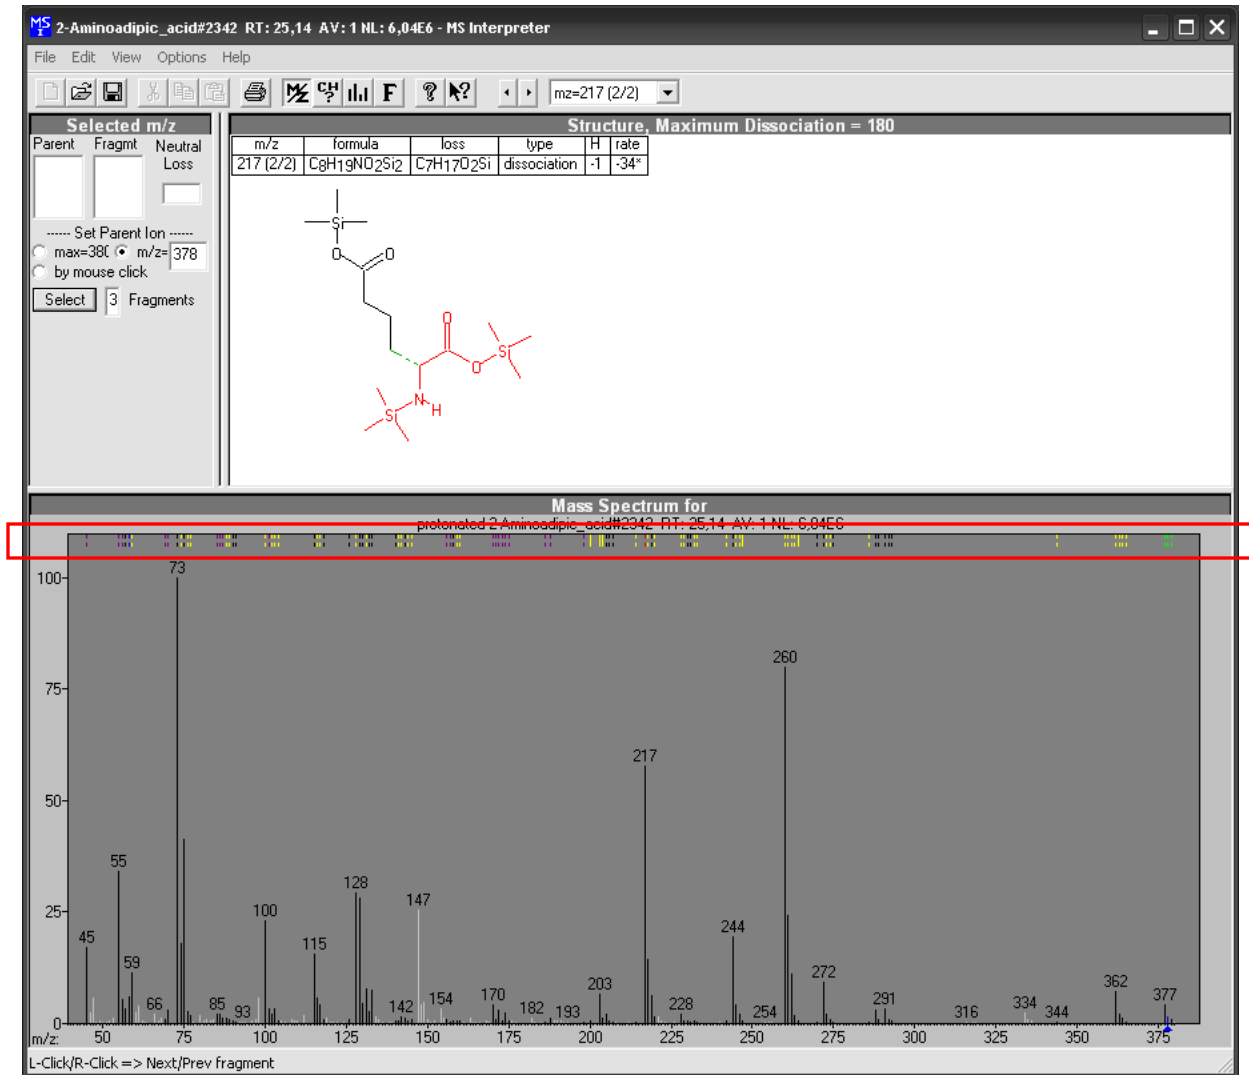 2-Aminoadipic_acid#2342 RT: 25,14 AV: 1 NL: 6,04E6 - MS Interpreter
File Edit View Options Help
mz=217 (2/2)
Selected m/z
Parent Fragmt Neutral Loss
------ Set Parent Ion ------
max=380 m/z= 378
by mouse click
Select 3 Fragments
Structure, Maximum Dissociation = 180
m/z formula loss type H rate
217 (2/2) C8H19NO2Si2 C7H17O2Si dissociation -1 -34*
Si
O O
O
Si
O
N H
Si
Mass Spectrum for
protonated 2-Aminoadipic_acid#2342 RT: 25,14 AV: 1 NL: 6,04E6
100
75
50
25
0
73
260
217
55
128
147
100
45
115
244
59
272
203
170
362
377
66 85 93 142 154 182 193 228 254 291 316 334 344
m/z: 50 75 100 125 150 175 200 225 250 275 300 325 350 375
L-Click/R-Click => Next/Prev fragment